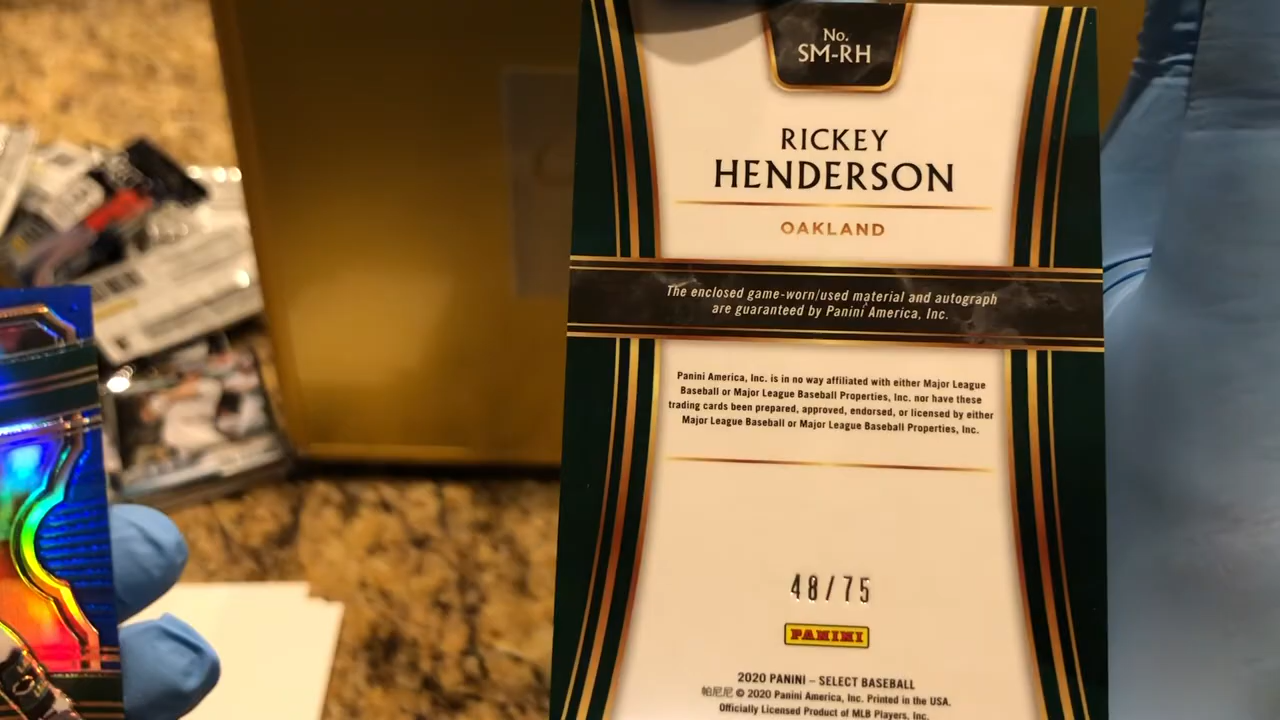 No.
SM-RH
RICKEY
HENDERSON
OAKLAND
The enclosed game-worn/used material and autograph
are guaranteed by Panini America, Inc.
Panini America, Inc. is in no way affiliated with either Major League
Baseball or Major League Baseball Properties, Inc. nor have these
trading cards been prepared, approved, endorsed, or licensed by either
Major League Baseball or Major League Baseball Properties, Inc.
48/75
PANINI
2020 PANINI – SELECT BASEBALL
帕尼尼 © 2020 Panini America, Inc. Printed in the USA.
Officially Licensed Product of MLB Players, Inc.